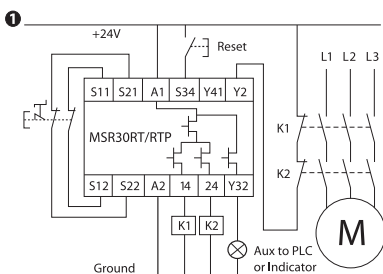 1
+24V
Reset
L1 L2 L3
S11 S21 A1 S34 Y41 Y2
MSR30RT/RTP
K1
K2
S12 S22 A2 14 24 Y32
K1 K2
M
Aux to PLC
or Indicator
Ground